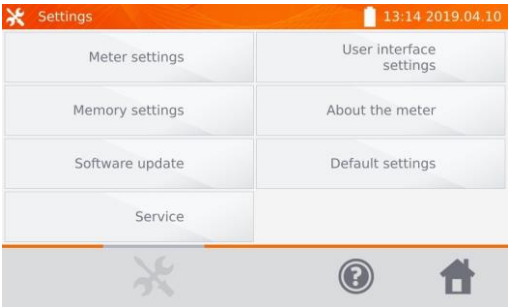 Settings
13:14 2019.04.10
Meter settings
User interface
settings
Memory settings
About the meter
Software update
Default settings
Service
?